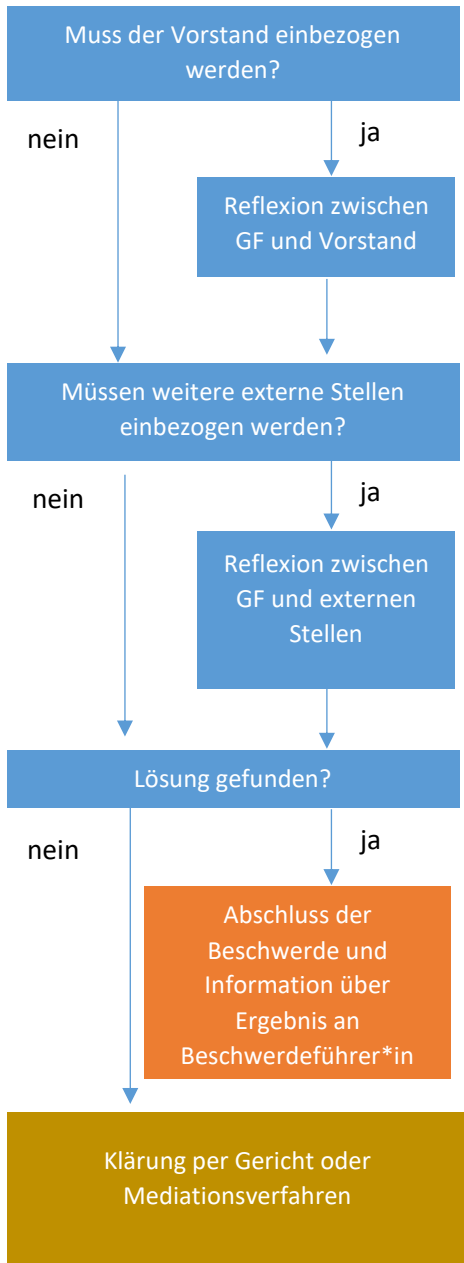 Muss der Vorstand einbezogen
werden?
nein
ja
Reflexion zwischen
GF und Vorstand
Müssen weitere externe Stellen
einbezogen werden?
nein
ja
Reflexion zwischen
GF und externen
Stellen
Lösung gefunden?
nein
ja
Abschluss der
Beschwerde und
Information über
Ergebnis an
Beschwerdeführer*in
Klärung per Gericht oder
Mediationsverfahren